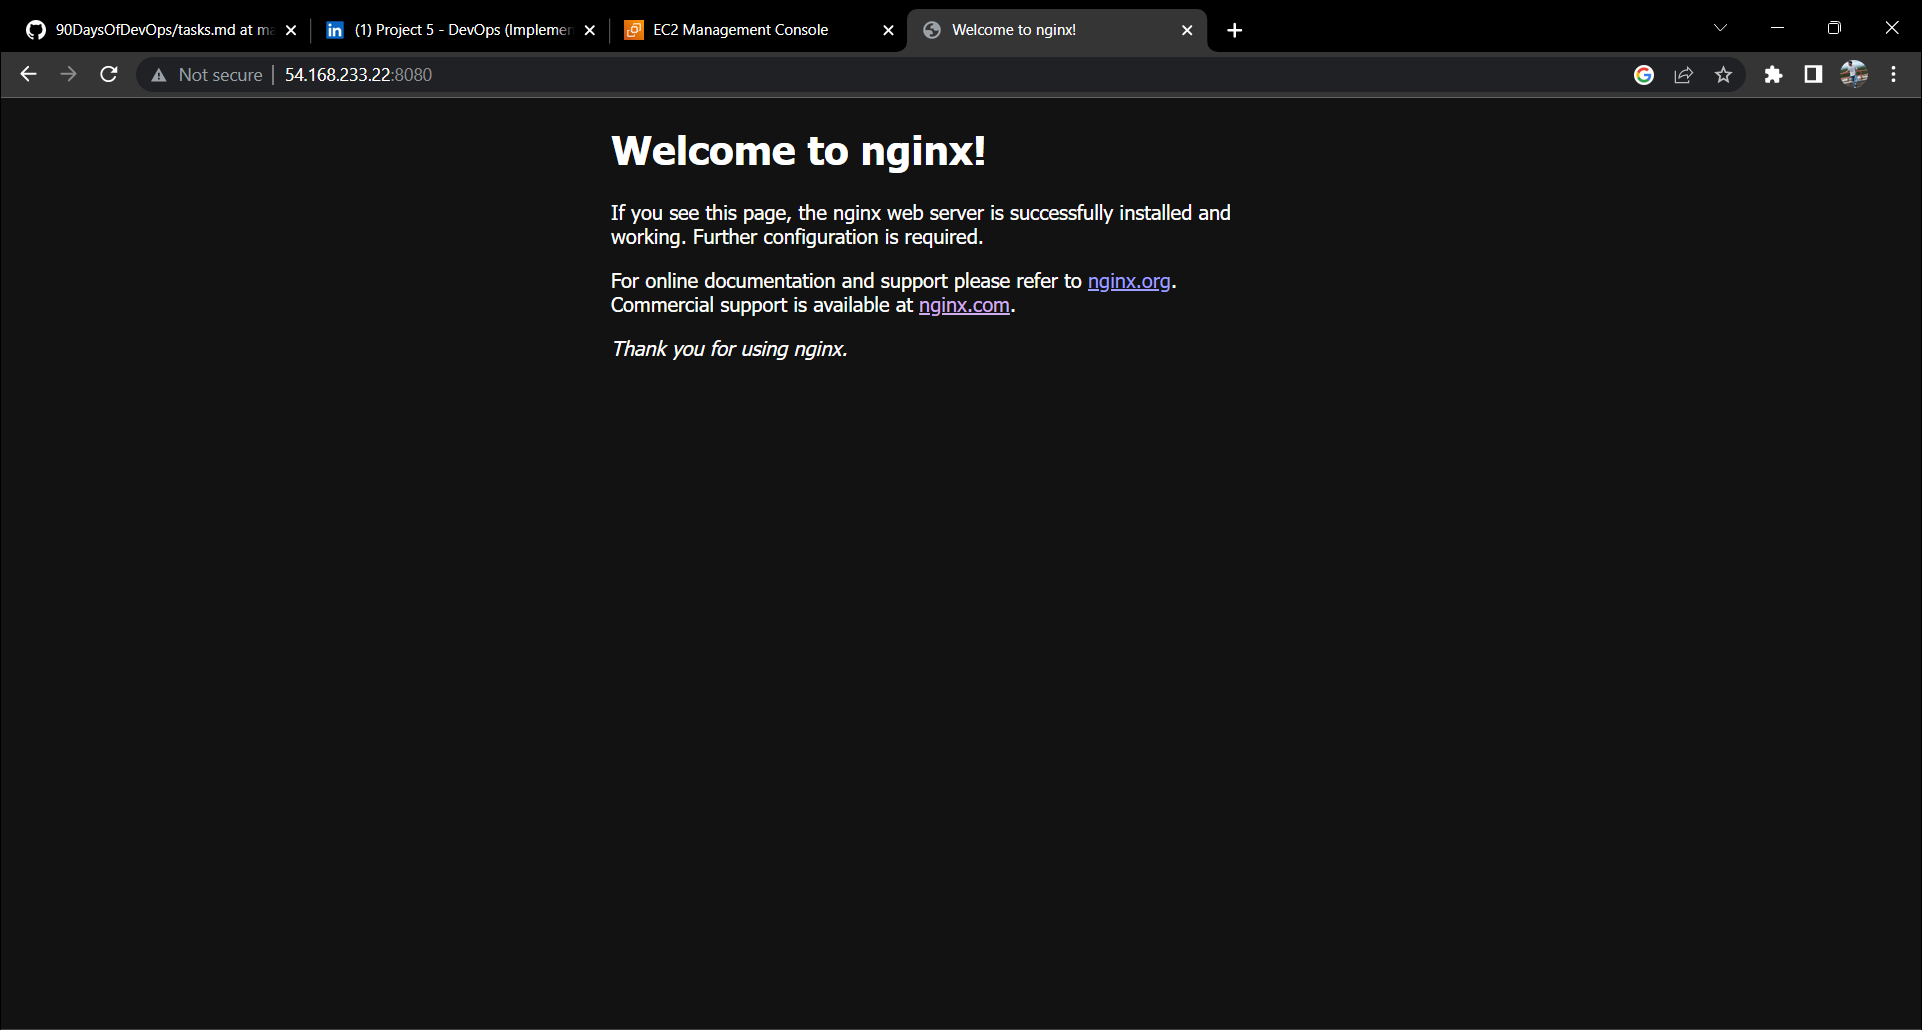 90DaysOfDevOps/tasks.md at ma
(1) Project 5 - DevOps (Implemen
EC2 Management Console
Welcome to nginx!
Not secure
54.168.233.22:8080
Welcome to nginx!
If you see this page, the nginx web server is successfully installed and
working. Further configuration is required.
For online documentation and support please refer to nginx.org.
Commercial support is available at nginx.com.
Thank you for using nginx.